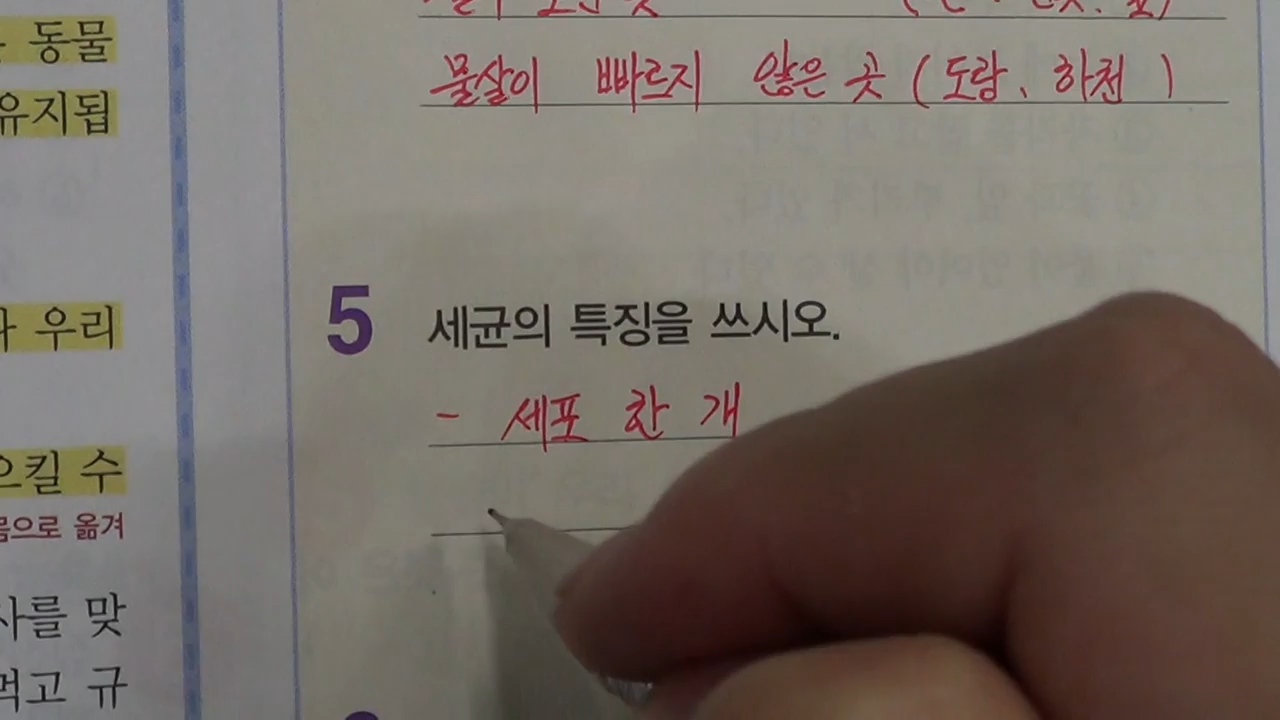 동물
유지됩
우리
으킬 수
몸으로 옮겨
사를 맞
먹고 규
물살이 빠르지 않은 곳 (도랑, 하천)
5 세균의 특징을 쓰시오.
- 세포 한 개